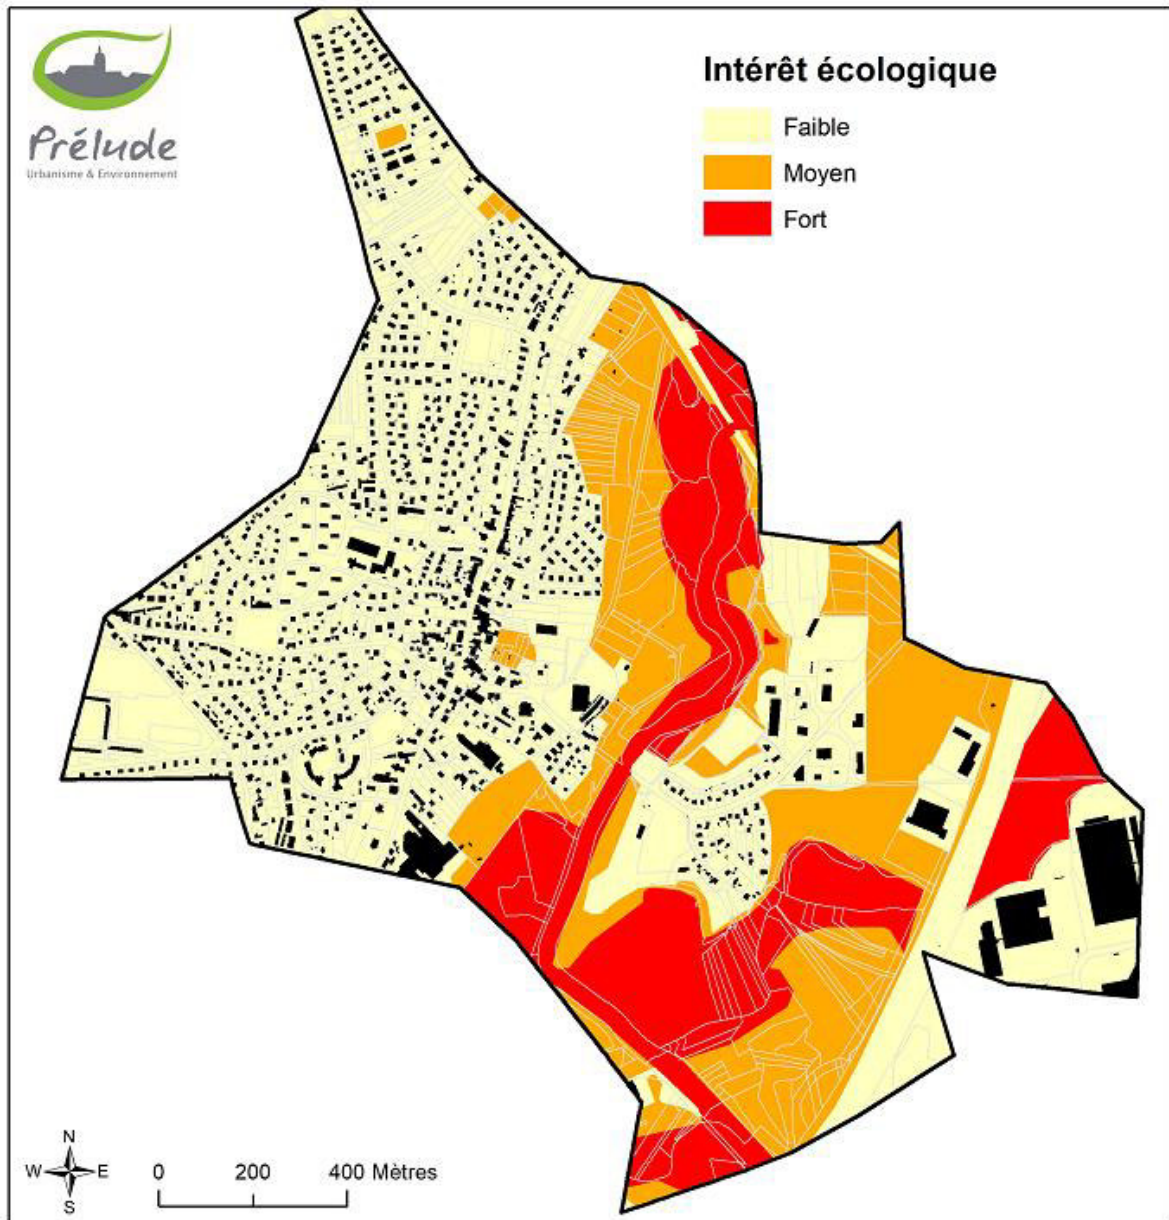 Prélude
Urbanisme & Environnement
Intérêt écologique
Faible
Moyen
Fort
N
W E
S
0 200 400 Mètres